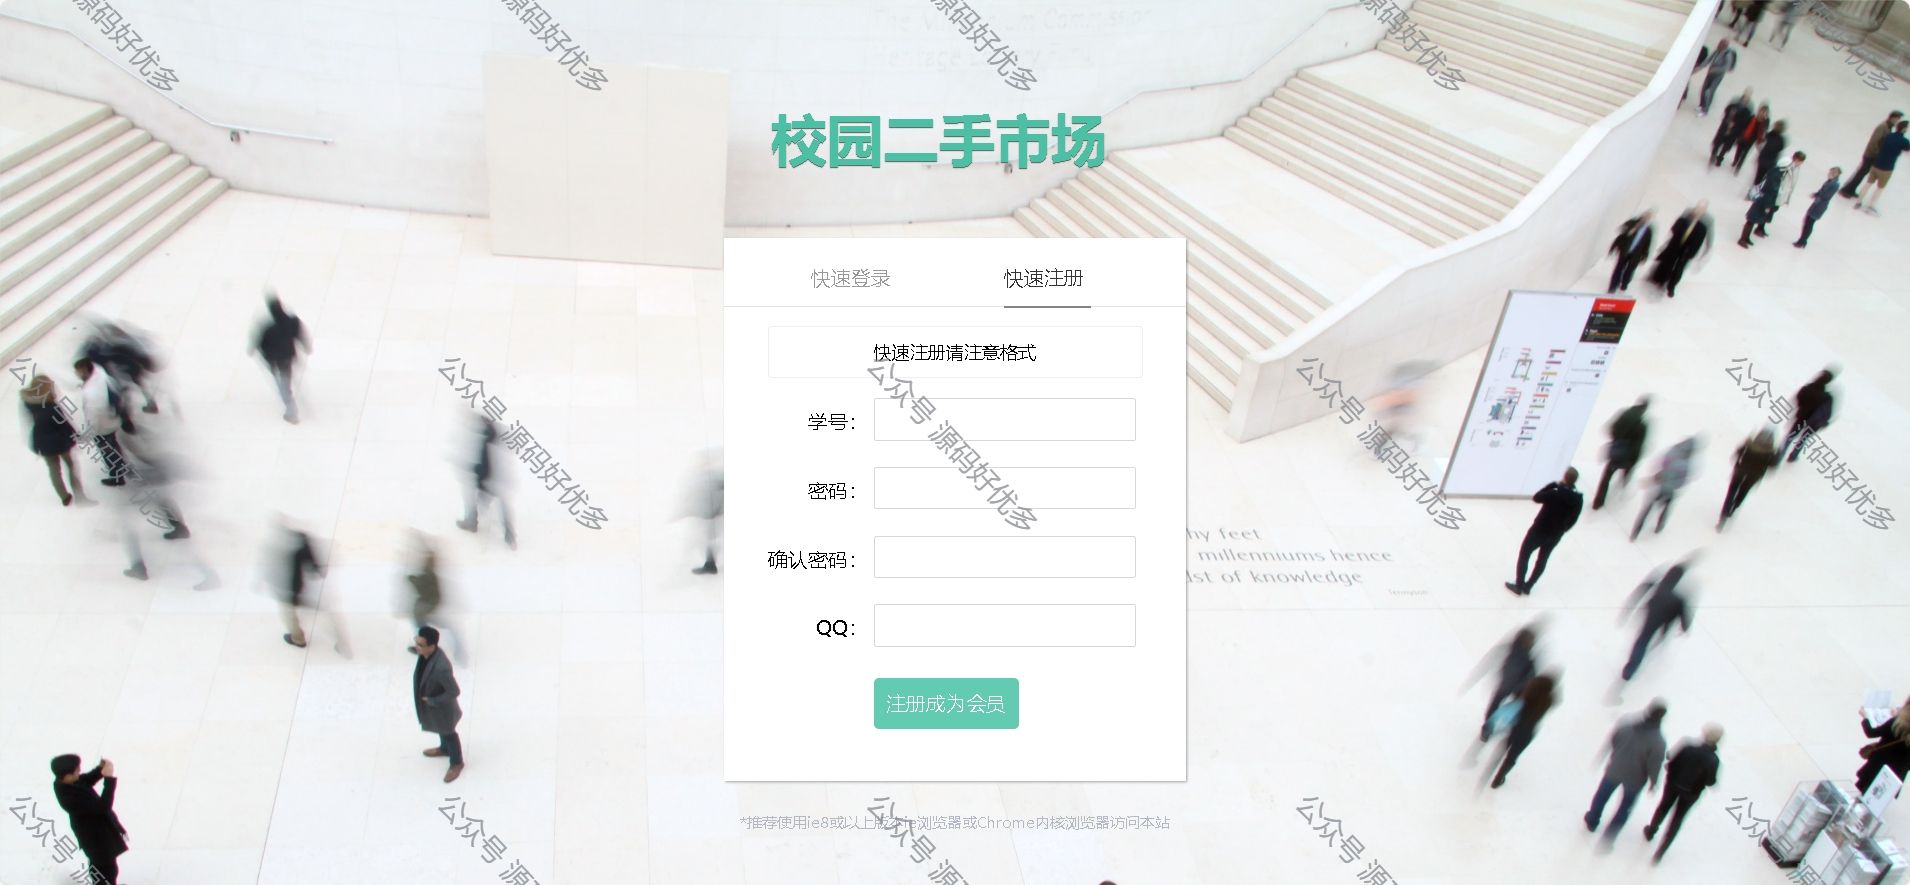 校园二手市场
快速登录
快速注册
快速注册请注意格式
学号：
密码：
确认密码：
QQ：
注册成为会员
*推荐使用ie8或以上版本ie浏览器或Chrome内核浏览器访问本站
hy feet
millenniums hence
ist of knowledge
Tennyson
源码好优多
源码好优多
源码好优多
源码好优多
源码好优多
公众号 源码好优多
公众号 源码好优多
公众号 源码好优多
公众号 源码好优多
公众号 源码好优多
公众号 源
公众号 源
公众号 源
公众号 源
公众号 源